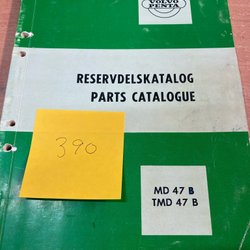 VOLVO
PENTA
RESERVDELSKATALOG
PARTS CATALOGUE
390
MD 47 B
TMD 47 B